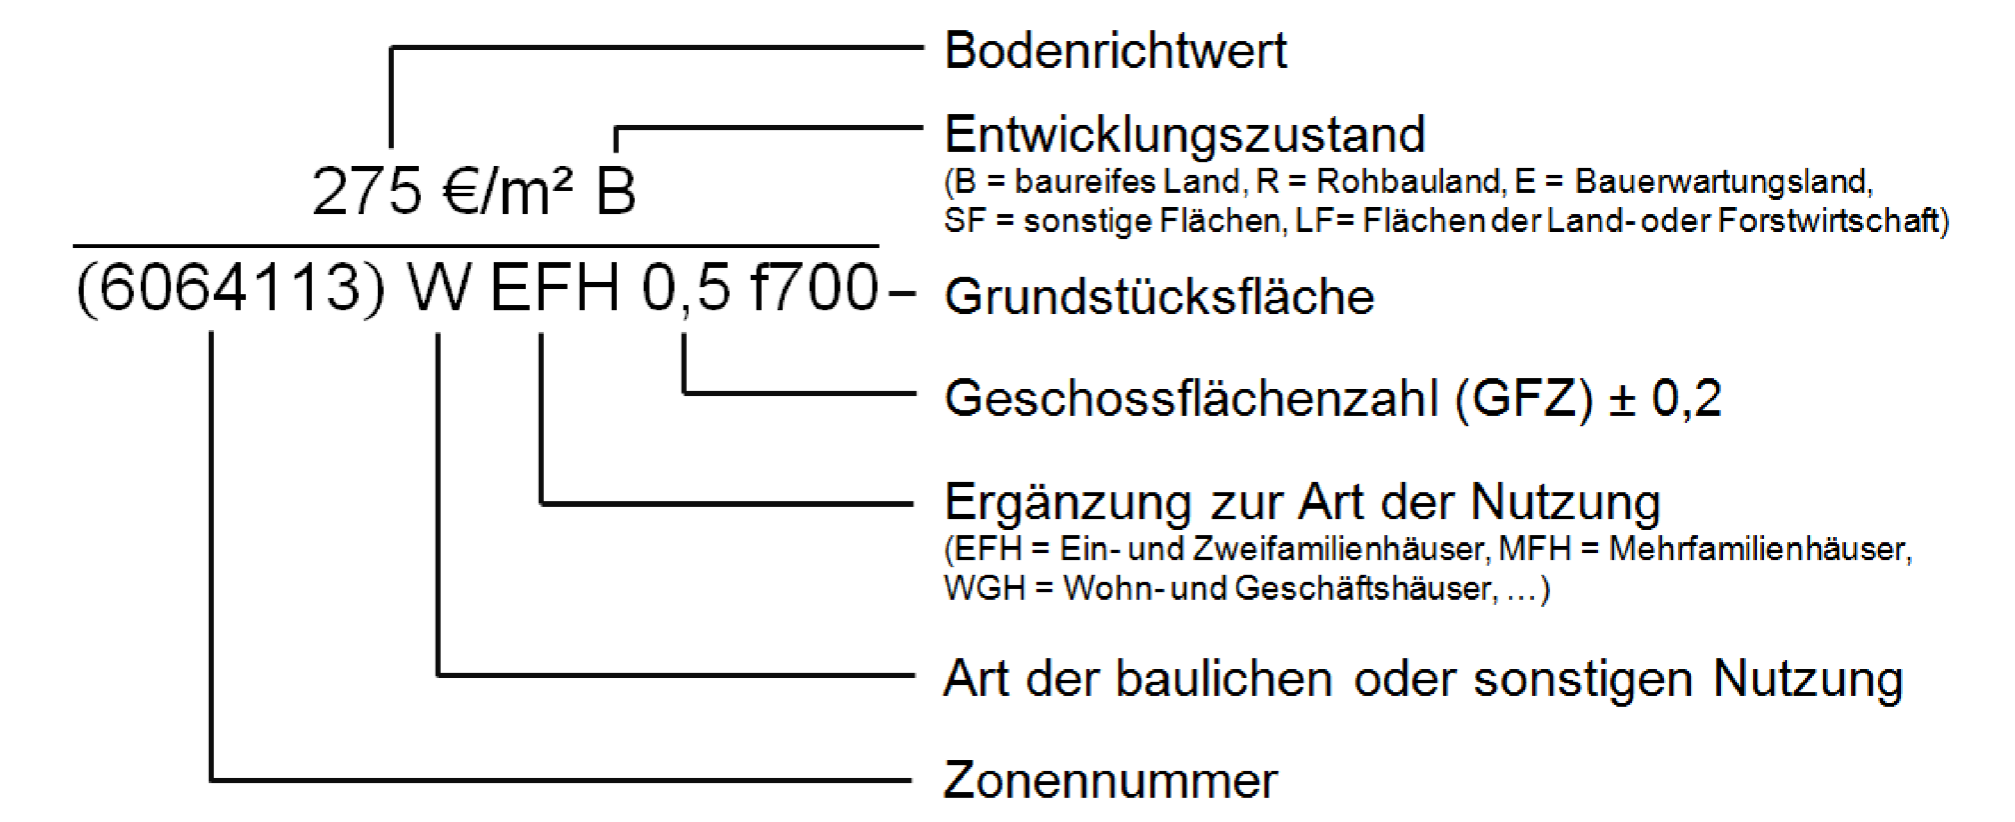 Bodenrichtwert
Entwicklungszustand
(B = baureifes Land, R = Rohbauland, E = Bauerwartungsland,
SF = sonstige Flächen, LF= Flächen der Land- oder Forstwirtschaft)
275 €/m² B
(6064113) W EFH 0,5 f700
Grundstücksfläche
Geschossflächenzahl (GFZ) ± 0,2
Ergänzung zur Art der Nutzung
(EFH = Ein- und Zweifamilienhäuser, MFH = Mehrfamilienhäuser,
WGH = Wohn- und Geschäftshäuser, …)
Art der baulichen oder sonstigen Nutzung
Zonennummer